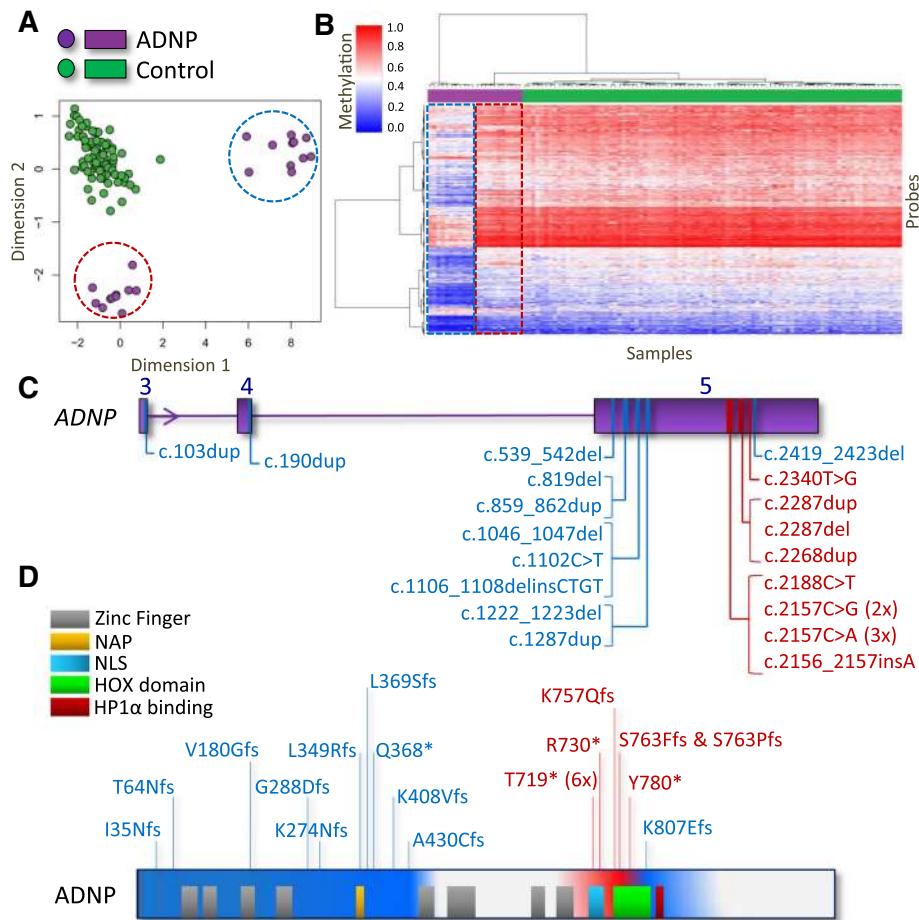 A
ADNP
Control
Dimension 2
1
0
−1
−2
−2 0 2 4 6 8
Dimension 1
B
Methylation
1.0
0.8
0.6
0.4
0.2
0.0
Probes
Samples
C
ADNP
3
4
5
c.103dup
c.190dup
c.539_542del
c.819del
c.859_862dup
c.1046_1047del
c.1102C>T
c.1106_1108delinsCTGT
c.1222_1223del
c.1287dup
c.2419_2423del
c.2340T>G
c.2287dup
c.2287del
c.2268dup
c.2188C>T
c.2157C>G (2x)
c.2157C>A (3x)
c.2156_2157insA
D
Zinc Finger
NAP
NLS
HOX domain
HP1α binding
I35Nfs
T64Nfs
V180Gfs
K274Nfs
G288Dfs
L349Rfs
L369Sfs
Q368*
K408Vfs
A430Cfs
T719* (6x)
R730*
K757Qfs
S763Ffs & S763Pfs
Y780*
K807Efs
ADNP